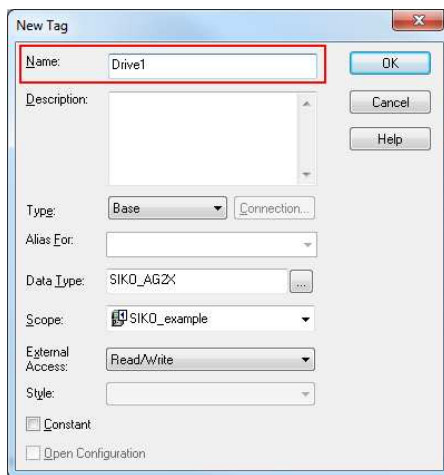 New Tag
Name: Drive1
OK
Description:
Cancel
Help
Type: Base Connection...
Alias For:
Data Type: SIKO_AG2X ...
Scope: SIKO_example
External Access: Read/Write
Style:
Constant
Open Configuration